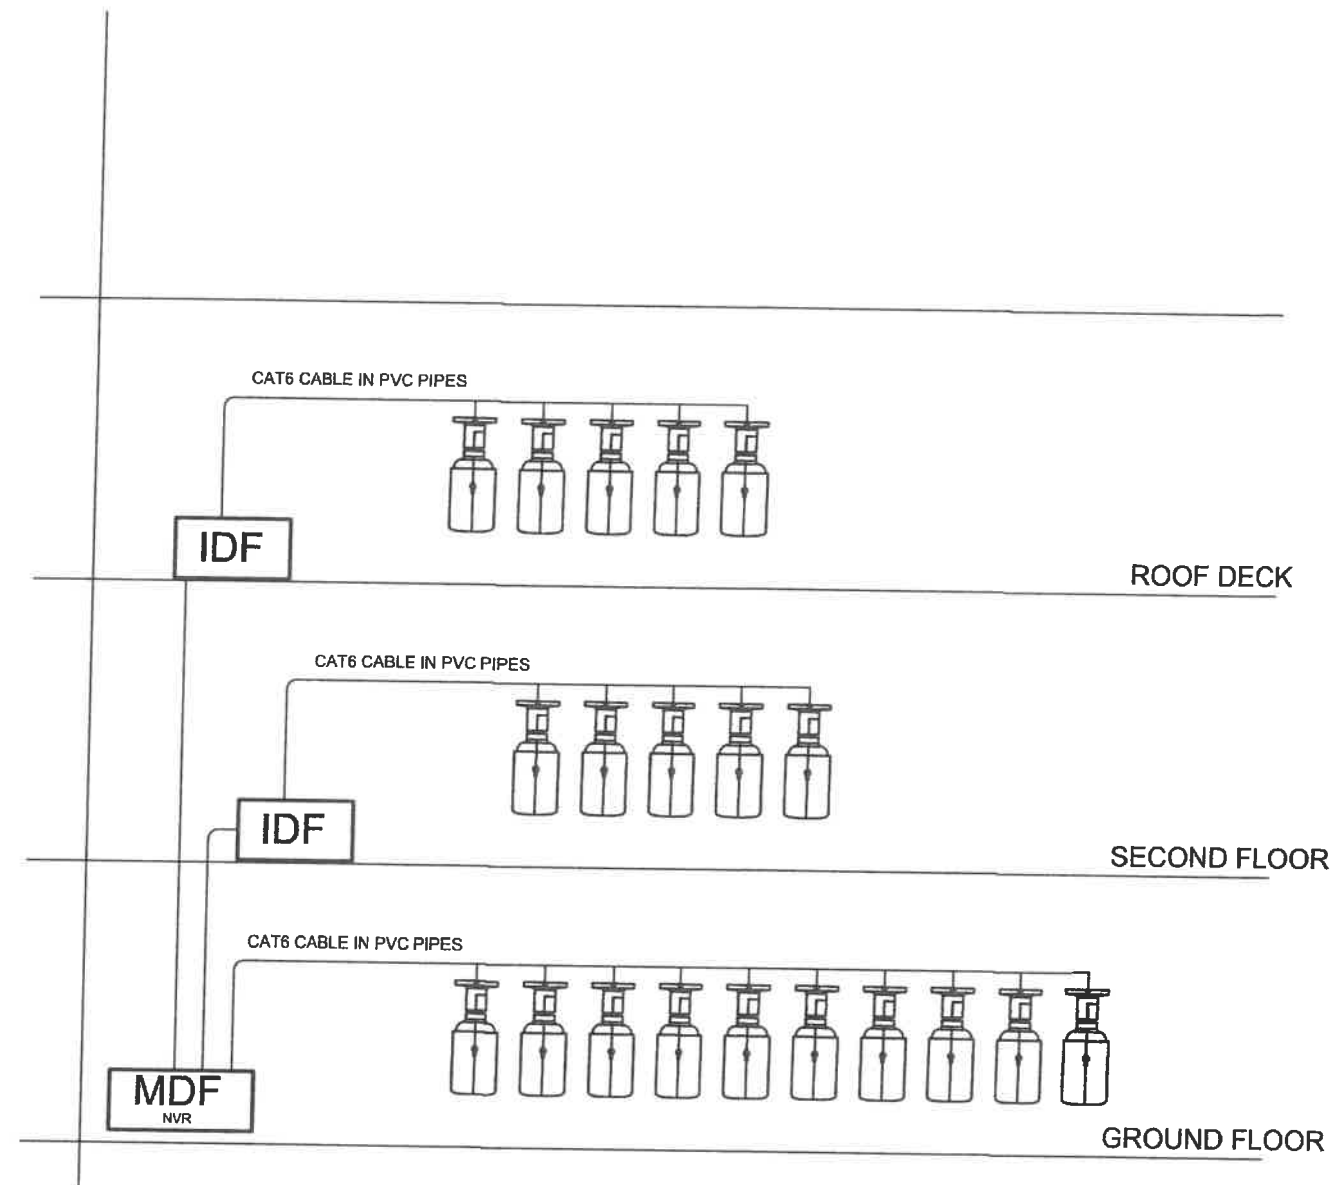 CAT6 CABLE IN PVC PIPES
IDF
ROOF DECK
CAT6 CABLE IN PVC PIPES
IDF
SECOND FLOOR
CAT6 CABLE IN PVC PIPES
MDF
NVR
GROUND FLOOR